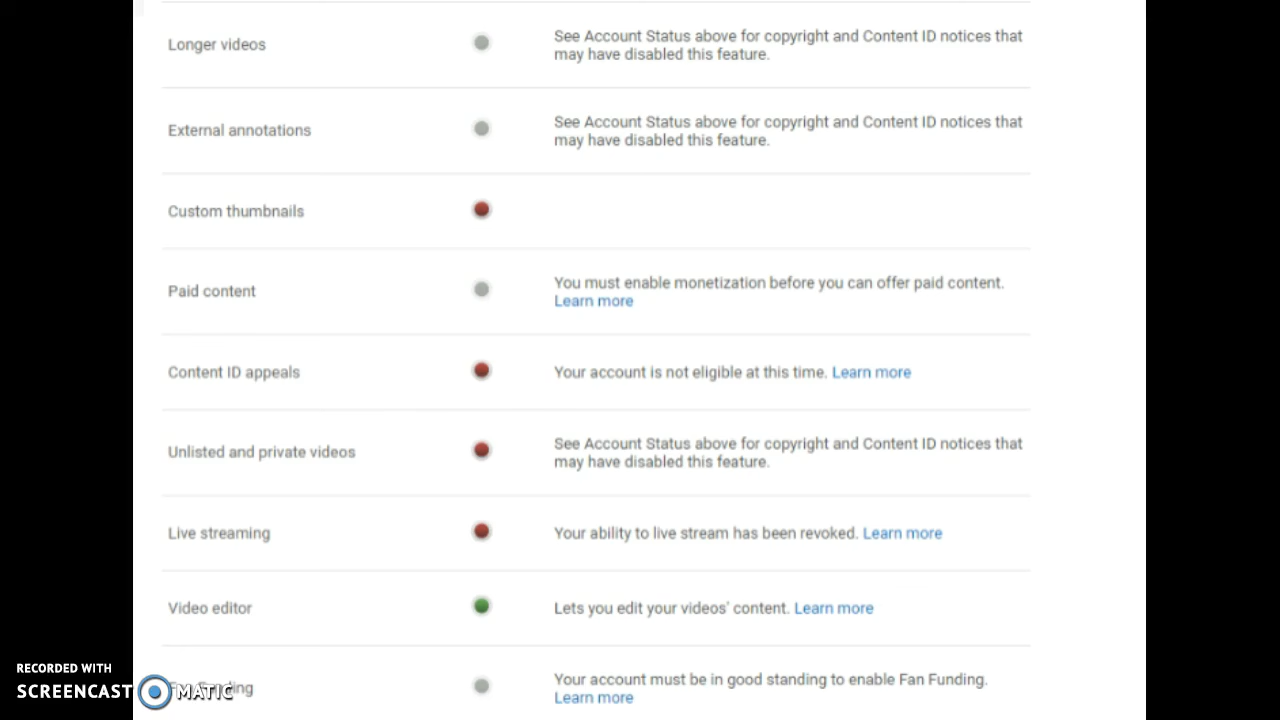 Longer videos
See Account Status above for copyright and Content ID notices that
may have disabled this feature.
External annotations
See Account Status above for copyright and Content ID notices that
may have disabled this feature.
Custom thumbnails
Paid content
You must enable monetization before you can offer paid content.
Learn more
Content ID appeals
Your account is not eligible at this time. Learn more
Unlisted and private videos
See Account Status above for copyright and Content ID notices that
may have disabled this feature.
Live streaming
Your ability to live stream has been revoked. Learn more
Video editor
Lets you edit your videos' content. Learn more
Your account must be in good standing to enable Fan Funding.
Learn more
RECORDED WITH
SCREENCAST MATIC